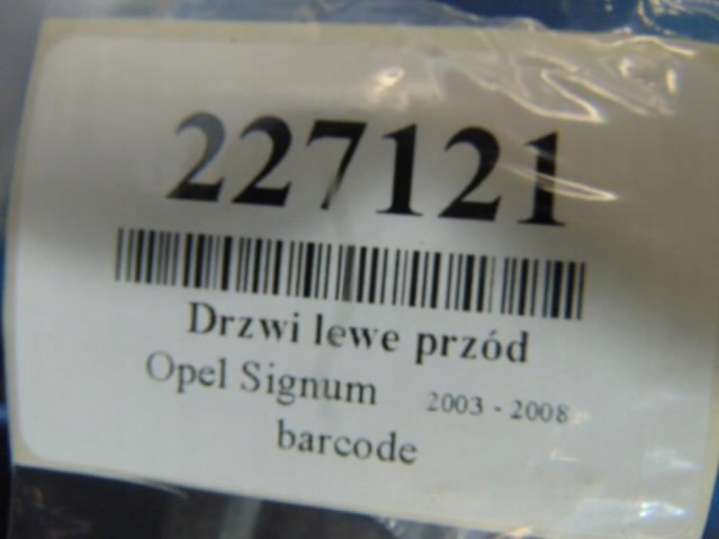 227121
Drzwi lewe przód
Opel Signum 2003 - 2008
barcode